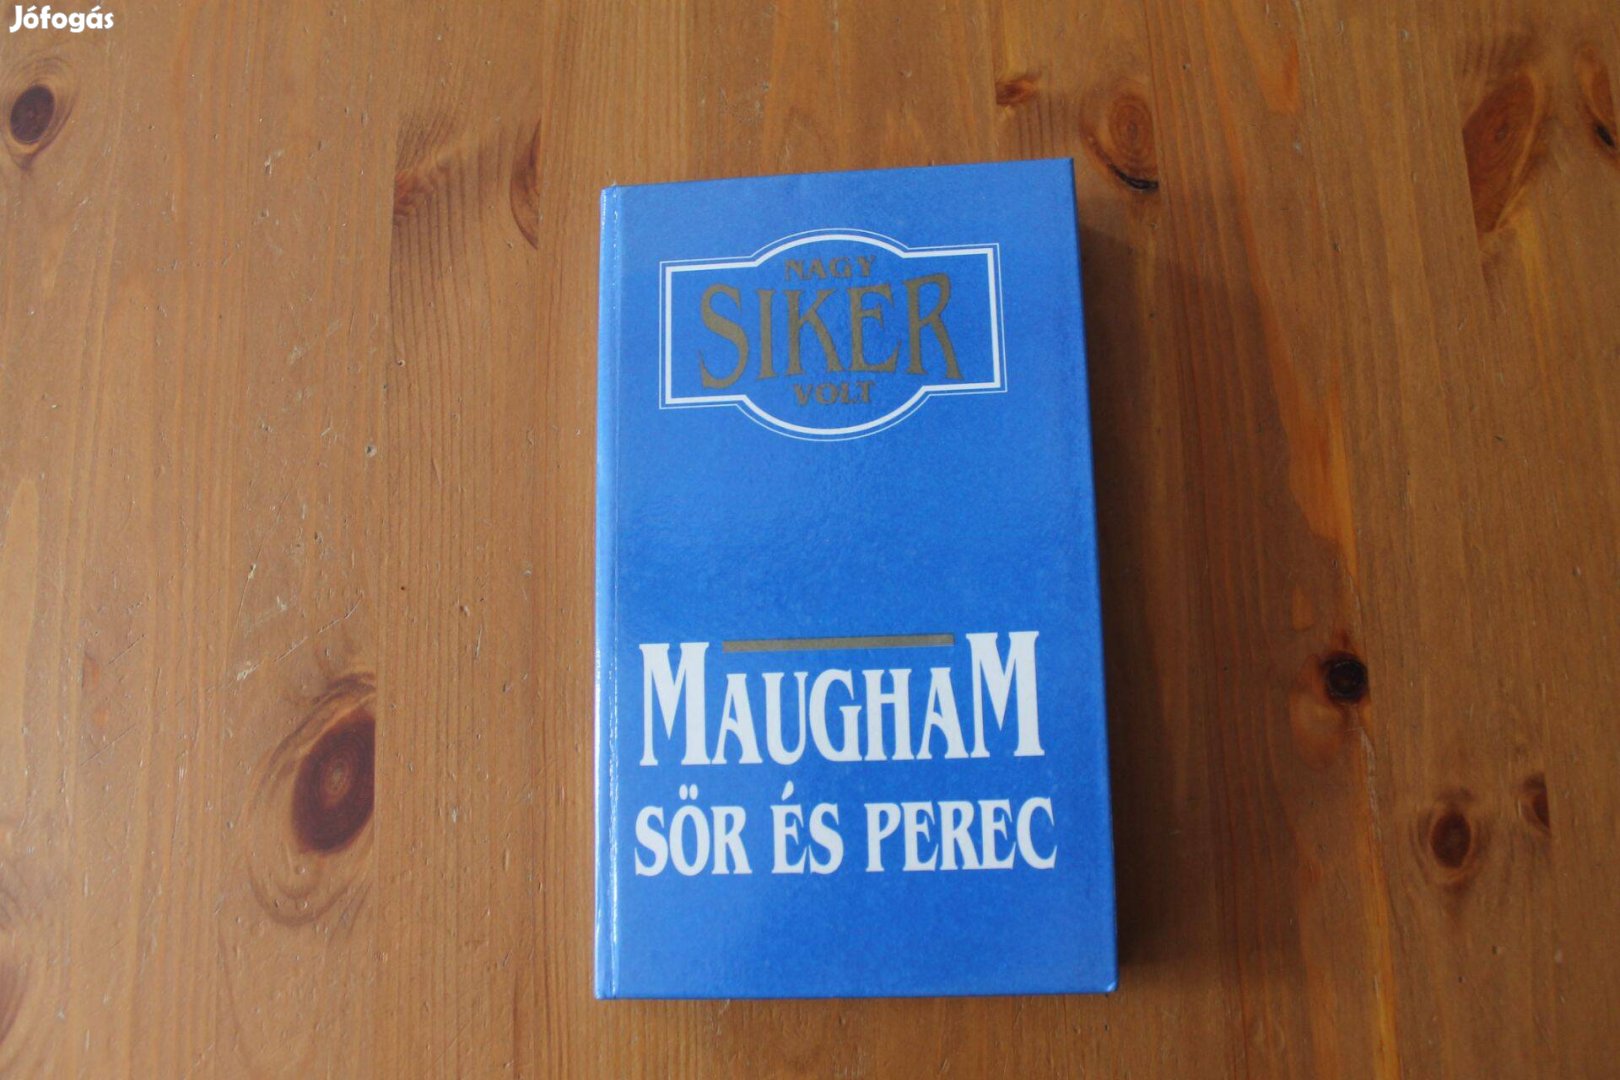 Jófogás
NAGY
SIKER
VOLT
MAUGHAM
SÖR ÉS PEREC